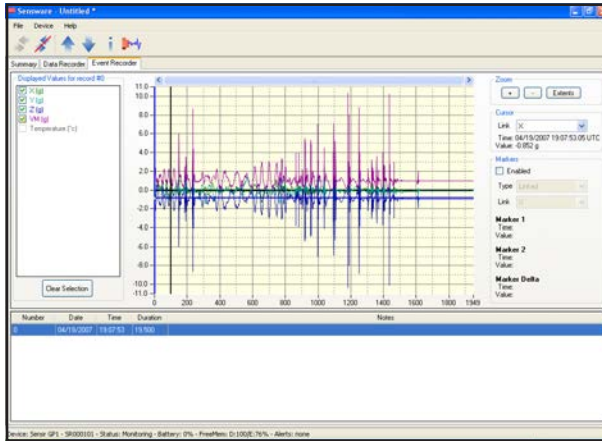 Sensware - Untitled *
File Device Help
Summary Data Recorder Event Recorder
Displayed Values for record #0
X (g)
Y (g)
Z (g)
VM (g)
Temperature (°c)
Clear Selection
11.0
10.0
8.0
6.0
4.0
2.0
0.0
-2.0
-4.0
-6.0
-8.0
-10.0
-11.0
0 200 400 600 800 1000 1200 1400 1600 1800 1949
Zoom
+ - Extents
Cursor
Link X
Time: 04/19/2007 19:07:53.05 UTC
Value: -0.852 g
Markers
Enabled
Type Linked
Link
Marker 1
Time:
Value:
Marker 2
Time:
Value:
Marker Delta
Time:
Value:
Number Date Time Duration Notes
0 04/19/2007 19:07:53 19.500
Device: Sensr GP1 - SR000101 - Status: Monitoring - Battery: 0% - FreeMem: D:100/E:76% - Alerts: none